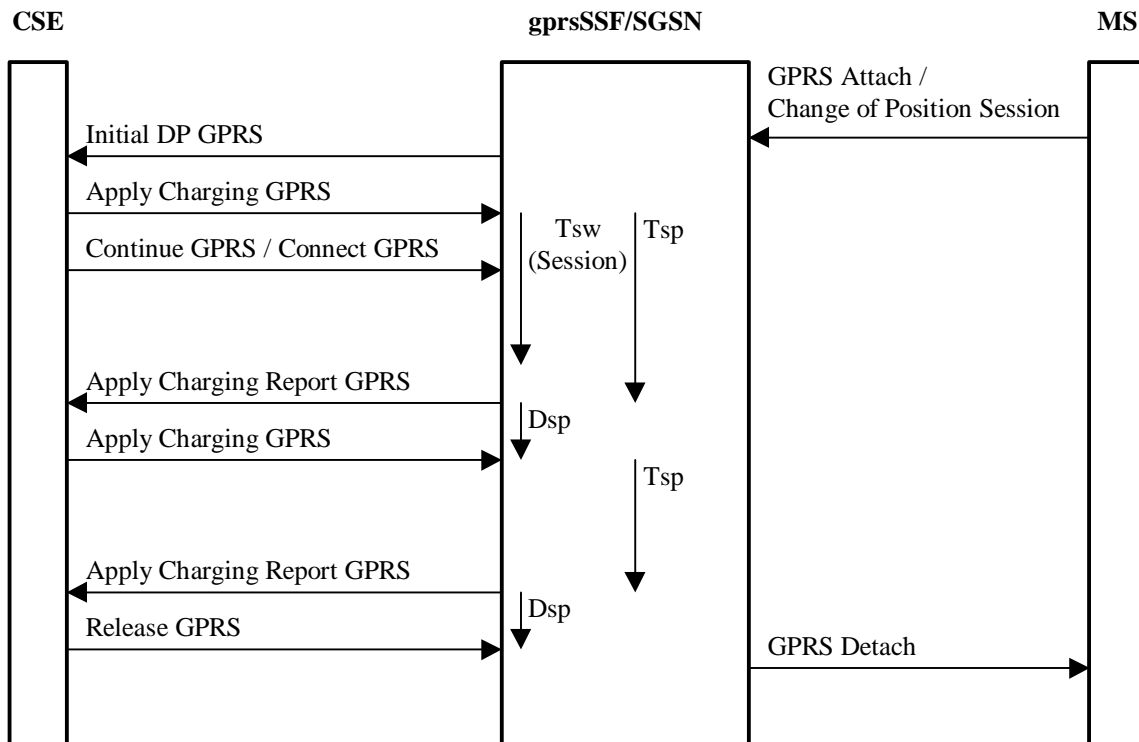 CSE
gprsSSF/SGSN
MS
GPRS Attach /
Change of Position Session
Initial DP GPRS
Apply Charging GPRS
Tsw
(Session)
Tsp
Continue GPRS / Connect GPRS
Apply Charging Report GPRS
Dsp
Apply Charging GPRS
Tsp
Apply Charging Report GPRS
Dsp
Release GPRS
GPRS Detach